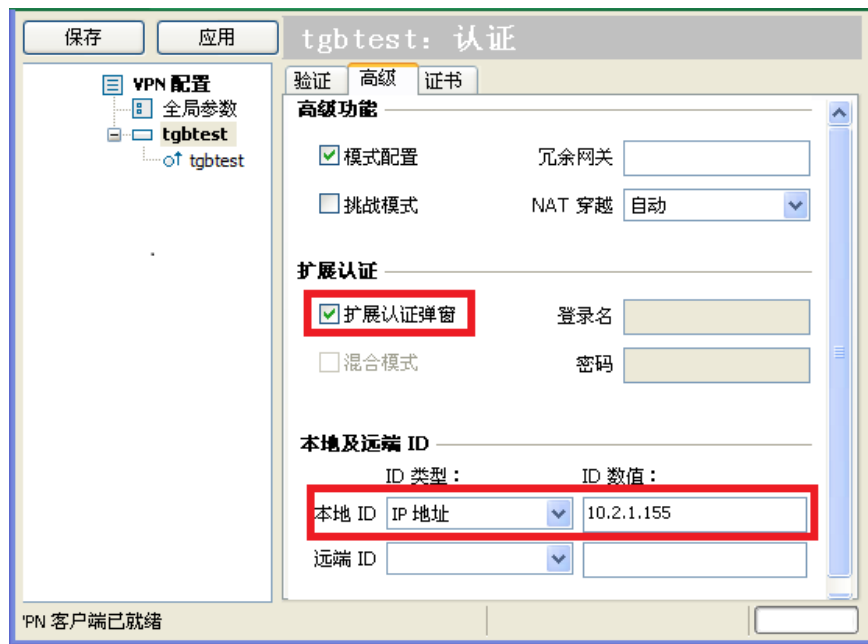 保存 应用 tgbtest: 认证
VPN 配置
全局参数
tgbtest
tgbtest
验证 高级 证书
高级功能
模式配置 冗余网关
挑战模式 NAT 穿越 自动
扩展认证
扩展认证弹窗 登录名
混合模式 密码
本地及远端 ID
ID 类型: ID 数值:
本地 ID IP 地址 10.2.1.155
远端 ID
'PN 客户端已就绪